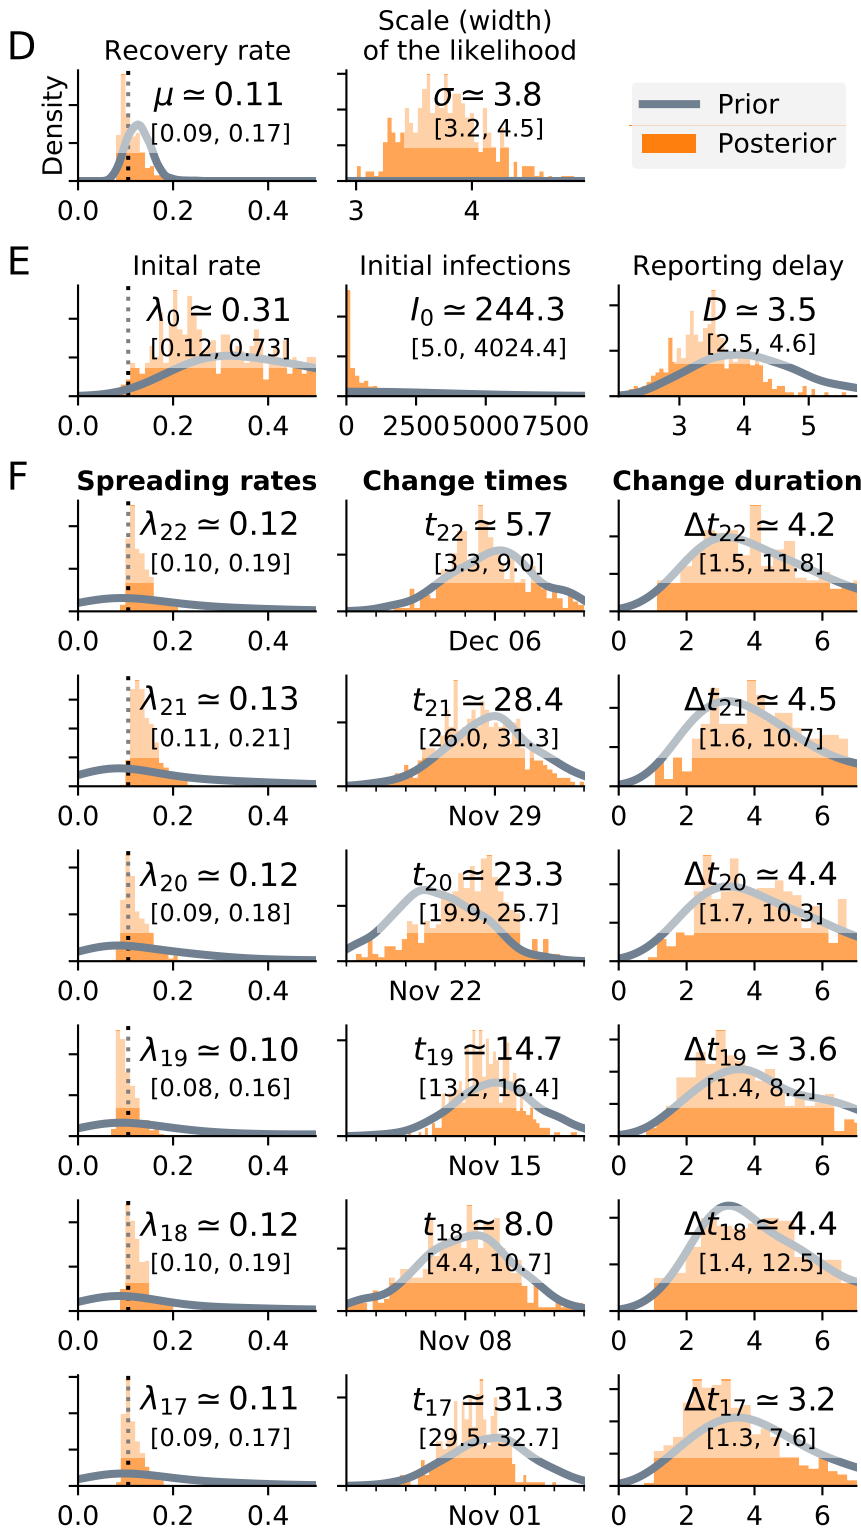 D
Recovery rate
Scale (width)
of the likelihood
Density
μ ≃ 0.11
[0.09, 0.17]
0.0 0.2 0.4
σ ≃ 3.8
[3.2, 4.5]
3 4
Prior
Posterior
E
Inital rate
Initial infections
Reporting delay
λ0 ≃ 0.31
[0.12, 0.73]
0.0 0.2 0.4
I0 ≃ 244.3
[5.0, 4024.4]
0 2500 5000 7500
D ≃ 3.5
[2.5, 4.6]
3 4 5
F
Spreading rates
Change times
Change duration
λ22 ≃ 0.12
[0.10, 0.19]
0.0 0.2 0.4
t22 ≃ 5.7
[3.3, 9.0]
Dec 06
Δt22 ≃ 4.2
[1.5, 11.8]
0 2 4 6
λ21 ≃ 0.13
[0.11, 0.21]
0.0 0.2 0.4
t21 ≃ 28.4
[26.0, 31.3]
Nov 29
Δt21 ≃ 4.5
[1.6, 10.7]
0 2 4 6
λ20 ≃ 0.12
[0.09, 0.18]
0.0 0.2 0.4
t20 ≃ 23.3
[19.9, 25.7]
Nov 22
Δt20 ≃ 4.4
[1.7, 10.3]
0 2 4 6
λ19 ≃ 0.10
[0.08, 0.16]
0.0 0.2 0.4
t19 ≃ 14.7
[13.2, 16.4]
Nov 15
Δt19 ≃ 3.6
[1.4, 8.2]
0 2 4 6
λ18 ≃ 0.12
[0.10, 0.19]
0.0 0.2 0.4
t18 ≃ 8.0
[4.4, 10.7]
Nov 08
Δt18 ≃ 4.4
[1.4, 12.5]
0 2 4 6
λ17 ≃ 0.11
[0.09, 0.17]
0.0 0.2 0.4
t17 ≃ 31.3
[29.5, 32.7]
Nov 01
Δt17 ≃ 3.2
[1.3, 7.6]
0 2 4 6